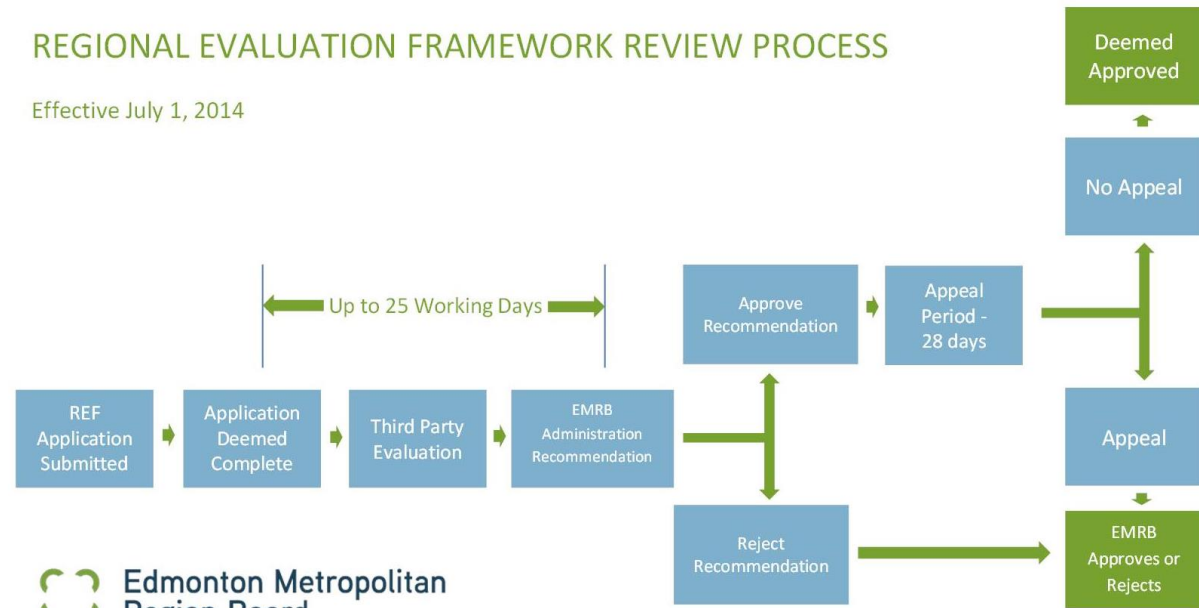 REGIONAL EVALUATION FRAMEWORK REVIEW PROCESS
Effective July 1, 2014
Deemed
Approved
No Appeal
Up to 25 Working Days
Approve
Recommendation
Appeal
Period -
28 days
REF
Application
Submitted
Application
Deemed
Complete
Third Party
Evaluation
EMRB
Administration
Recommendation
Appeal
Reject
Recommendation
EMRB
Approves or
Rejects
Edmonton Metropolitan
Region Board